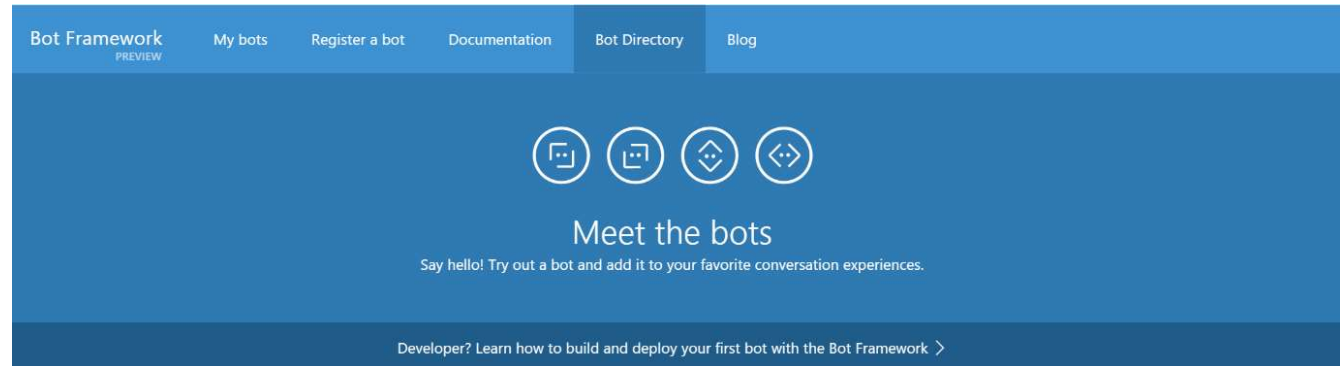 Bot Framework My bots Register a bot Documentation Bot Directory Blog
PREVIEW
Meet the bots
Say hello! Try out a bot and add it to your favorite conversation experiences.
Developer? Learn how to build and deploy your first bot with the Bot Framework >